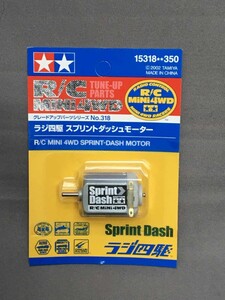 15318••350
© 2002 TAMIYA
MADE IN CHINA
R/C
MINI 4WD
TUNE-UP
PARTS
グレードアップパーツシリーズ No.318
R/C
MINI 4WD
ラジ四駆 スプリントダッシュモーター
R/C MINI 4WD SPRINT-DASH MOTOR
Sprint
Dash
R/C MINI 4WD
Sprint Dash
ラジ四駆